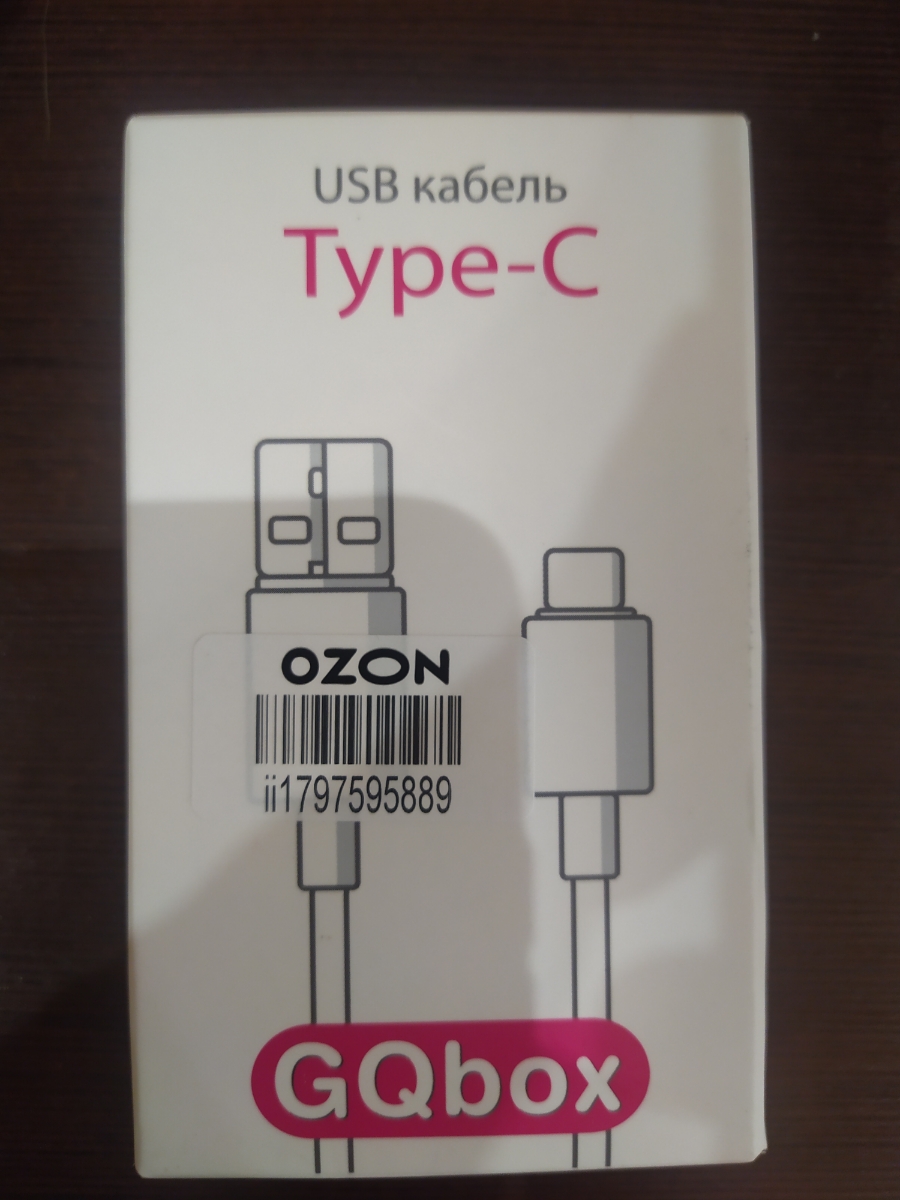 USB кабель
Type-C
OZON
ii1797595889
GQbox